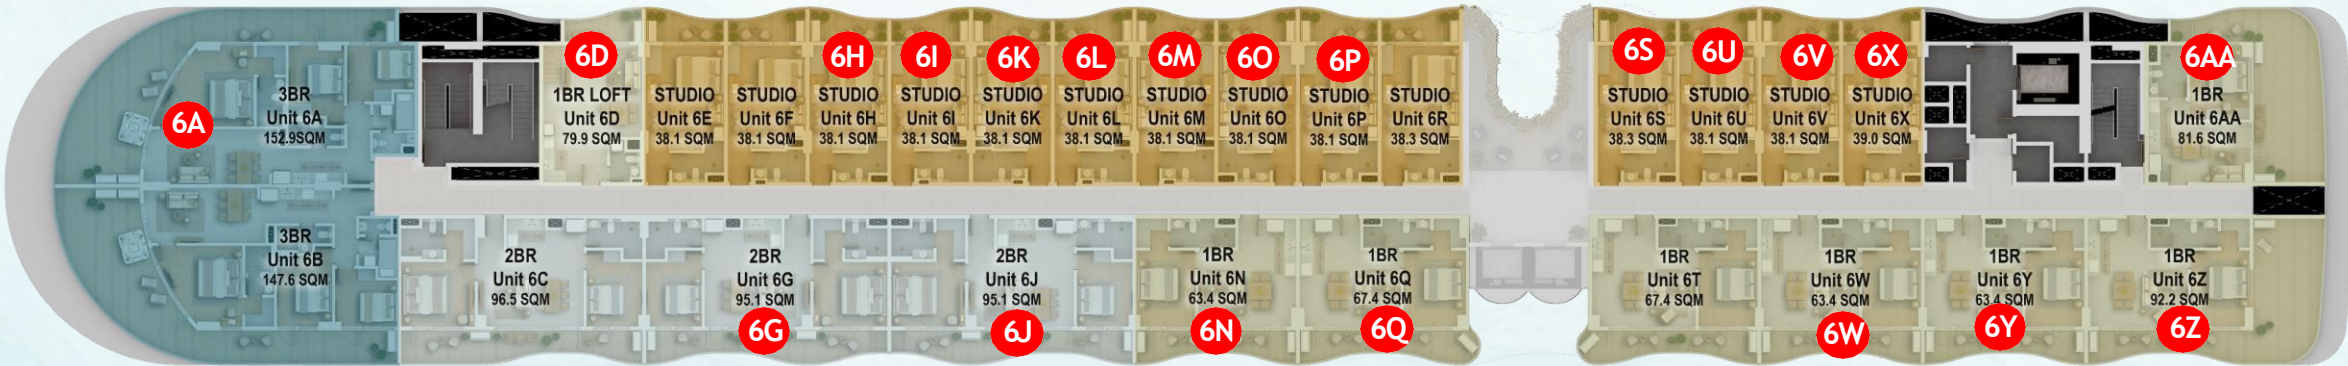 6A
3BR
Unit 6A
152.9SQM
6D
1BR LOFT
Unit 6D
79.9 SQM
STUDIO
Unit 6E
38.1 SQM
STUDIO
Unit 6F
38.1 SQM
6H
STUDIO
Unit 6H
38.1 SQM
6I
STUDIO
Unit 6I
38.1 SQM
6K
STUDIO
Unit 6K
38.1 SQM
6L
STUDIO
Unit 6L
38.1 SQM
6M
STUDIO
Unit 6M
38.1 SQM
6O
STUDIO
Unit 6O
38.1 SQM
6P
STUDIO
Unit 6P
38.1 SQM
STUDIO
Unit 6R
38.3 SQM
6S
STUDIO
Unit 6S
38.3 SQM
6U
STUDIO
Unit 6U
38.1 SQM
6V
STUDIO
Unit 6V
38.1 SQM
6X
STUDIO
Unit 6X
39.0 SQM
6AA
1BR
Unit 6AA
81.6 SQM
3BR
Unit 6B
147.6 SQM
2BR
Unit 6C
96.5 SQM
2BR
Unit 6G
95.1 SQM
6G
2BR
Unit 6J
95.1 SQM
6J
1BR
Unit 6N
63.4 SQM
6N
1BR
Unit 6Q
67.4 SQM
6Q
1BR
Unit 6T
67.4 SQM
1BR
Unit 6W
63.4 SQM
6W
1BR
Unit 6Y
63.4 SQM
6Y
1BR
Unit 6Z
92.2 SQM
6Z